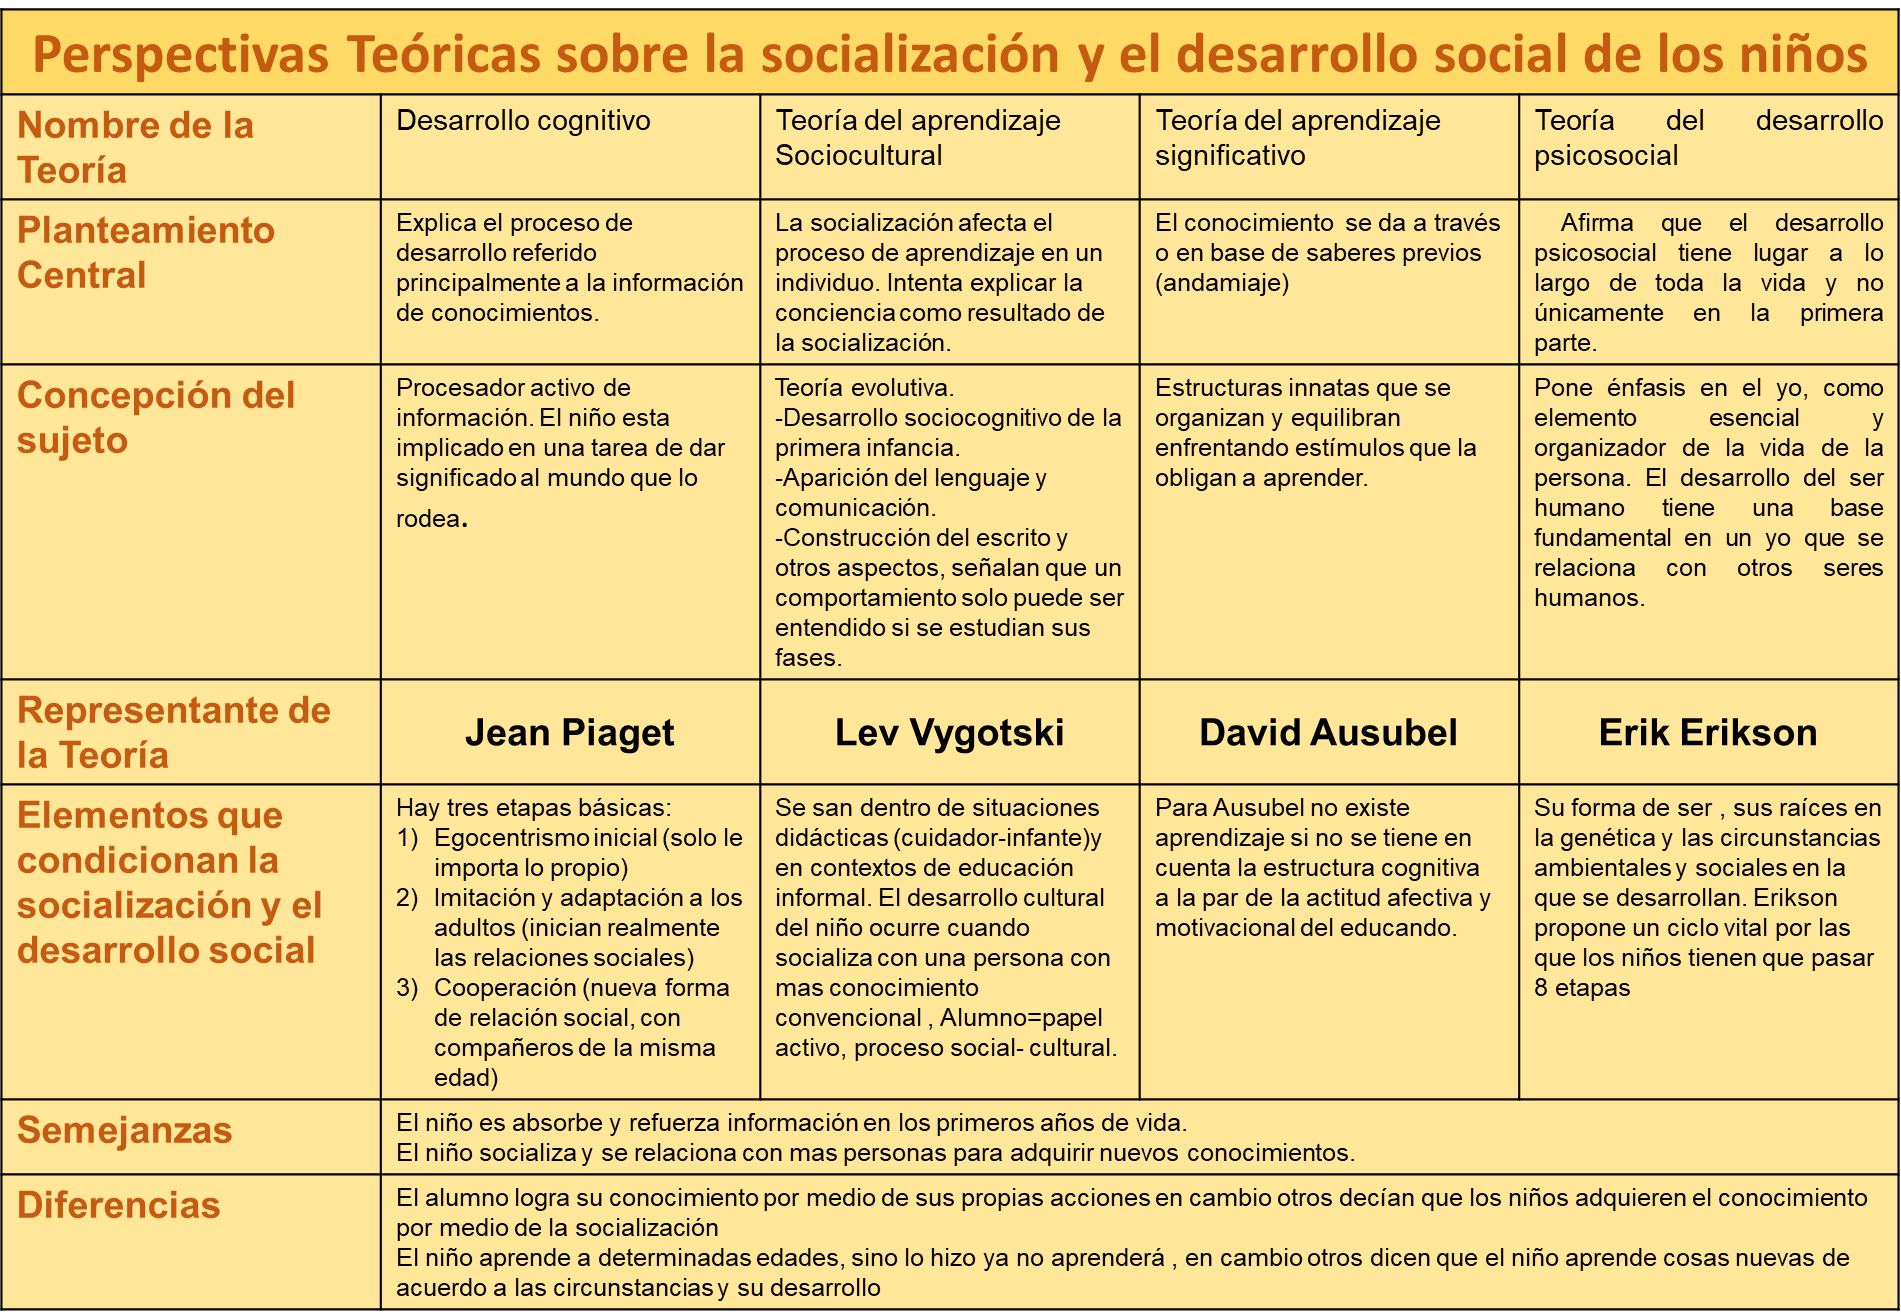 Perspectivas Teóricas sobre la socialización y el desarrollo social de los niños
Nombre de la
Teoría
Desarrollo cognitivo
Teoría del aprendizaje
Sociocultural
Teoría del aprendizaje
significativo
Teoría del desarrollo
psicosocial
Planteamiento
Central
Explica el proceso de
desarrollo referido
principalmente a la información
de conocimientos.
La socialización afecta el
proceso de aprendizaje en un
individuo. Intenta explicar la
conciencia como resultado de
la socialización.
El conocimiento se da a través
o en base de saberes previos
(andamiaje)
Afirma que el desarrollo
psicosocial tiene lugar a lo
largo de toda la vida y no
únicamente en la primera
parte.
Concepción del
sujeto
Procesador activo de
información. El niño esta
implicado en una tarea de dar
significado al mundo que lo
rodea.
Teoría evolutiva.
-Desarrollo sociocognitivo de la
primera infancia.
-Aparición del lenguaje y
comunicación.
-Construcción del escrito y
otros aspectos, señalan que un
comportamiento solo puede ser
entendido si se estudian sus
fases.
Estructuras innatas que se
organizan y equilibran
enfrentando estímulos que la
obligan a aprender.
Pone énfasis en el yo, como
elemento esencial y
organizador de la vida de la
persona. El desarrollo del ser
humano tiene una base
fundamental en un yo que se
relaciona con otros seres
humanos.
Representante de
la Teoría
Jean Piaget
Lev Vygotski
David Ausubel
Erik Erikson
Elementos que
condicionan la
socialización y el
desarrollo social
Hay tres etapas básicas:
1) Egocentrismo inicial (solo le
importa lo propio)
2) Imitación y adaptación a los
adultos (inician realmente
las relaciones sociales)
3) Cooperación (nueva forma
de relación social, con
compañeros de la misma
edad)
Se san dentro de situaciones
didácticas (cuidador-infante)y
en contextos de educación
informal. El desarrollo cultural
del niño ocurre cuando
socializa con una persona con
mas conocimiento
convencional , Alumno=papel
activo, proceso social- cultural.
Para Ausubel no existe
aprendizaje si no se tiene en
cuenta la estructura cognitiva
a la par de la actitud afectiva y
motivacional del educando.
Su forma de ser , sus raíces en
la genética y las circunstancias
ambientales y sociales en la
que se desarrollan. Erikson
propone un ciclo vital por las
que los niños tienen que pasar
8 etapas
Semejanzas
El niño es absorbe y refuerza información en los primeros años de vida.
El niño socializa y se relaciona con mas personas para adquirir nuevos conocimientos.
Diferencias
El alumno logra su conocimiento por medio de sus propias acciones en cambio otros decían que los niños adquieren el conocimiento
por medio de la socialización
El niño aprende a determinadas edades, sino lo hizo ya no aprenderá , en cambio otros dicen que el niño aprende cosas nuevas de
acuerdo a las circunstancias y su desarrollo